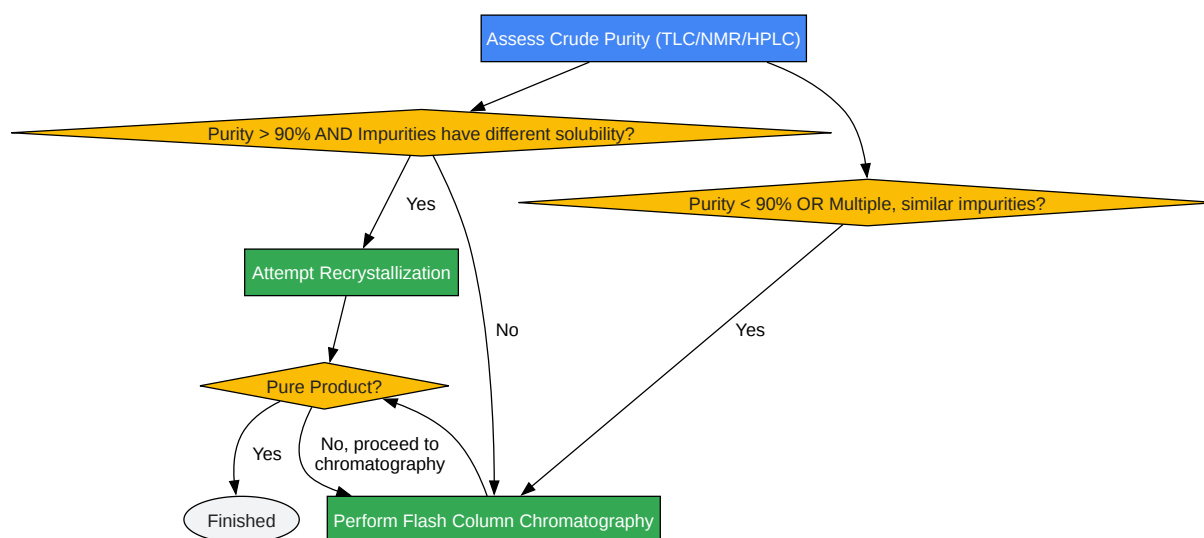 Assess Crude Purity (TLC/NMR/HPLC)
Purity > 90% AND Impurities have different solubility?
Purity < 90% OR Multiple, similar impurities?
Yes
Attempt Recrystallization
No
Yes
Pure Product?
Yes
No, proceed to
chromatography
Finished
Perform Flash Column Chromatography